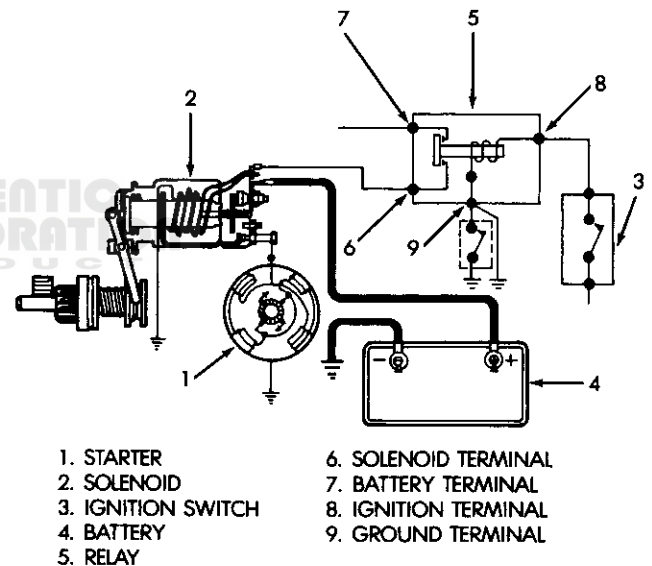 7
5
8
2
3
6
9
1
4
- +
1. STARTER
2. SOLENOID
3. IGNITION SWITCH
4. BATTERY
5. RELAY
6. SOLENOID TERMINAL
7. BATTERY TERMINAL
8. IGNITION TERMINAL
9. GROUND TERMINAL